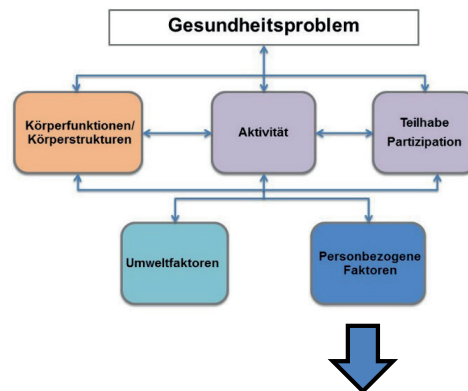 Gesundheitsproblem
Körperfunktionen/
Körperstrukturen
Aktivität
Teilhabe
Partizipation
Umweltfaktoren
Personbezogene
Faktoren